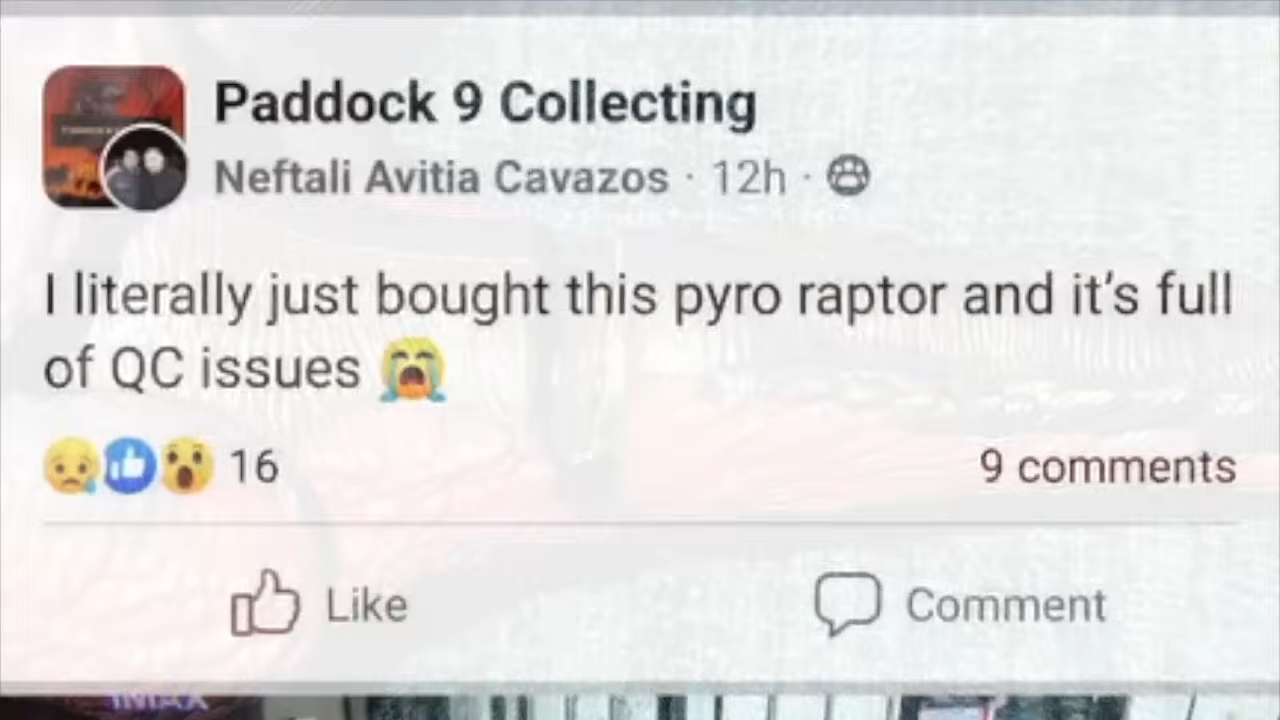 Paddock 9 Collecting
Neftali Avitia Cavazos · 12h ·
I literally just bought this pyro raptor and it's full
of QC issues 😭
16
9 comments
Like
Comment
IMAX